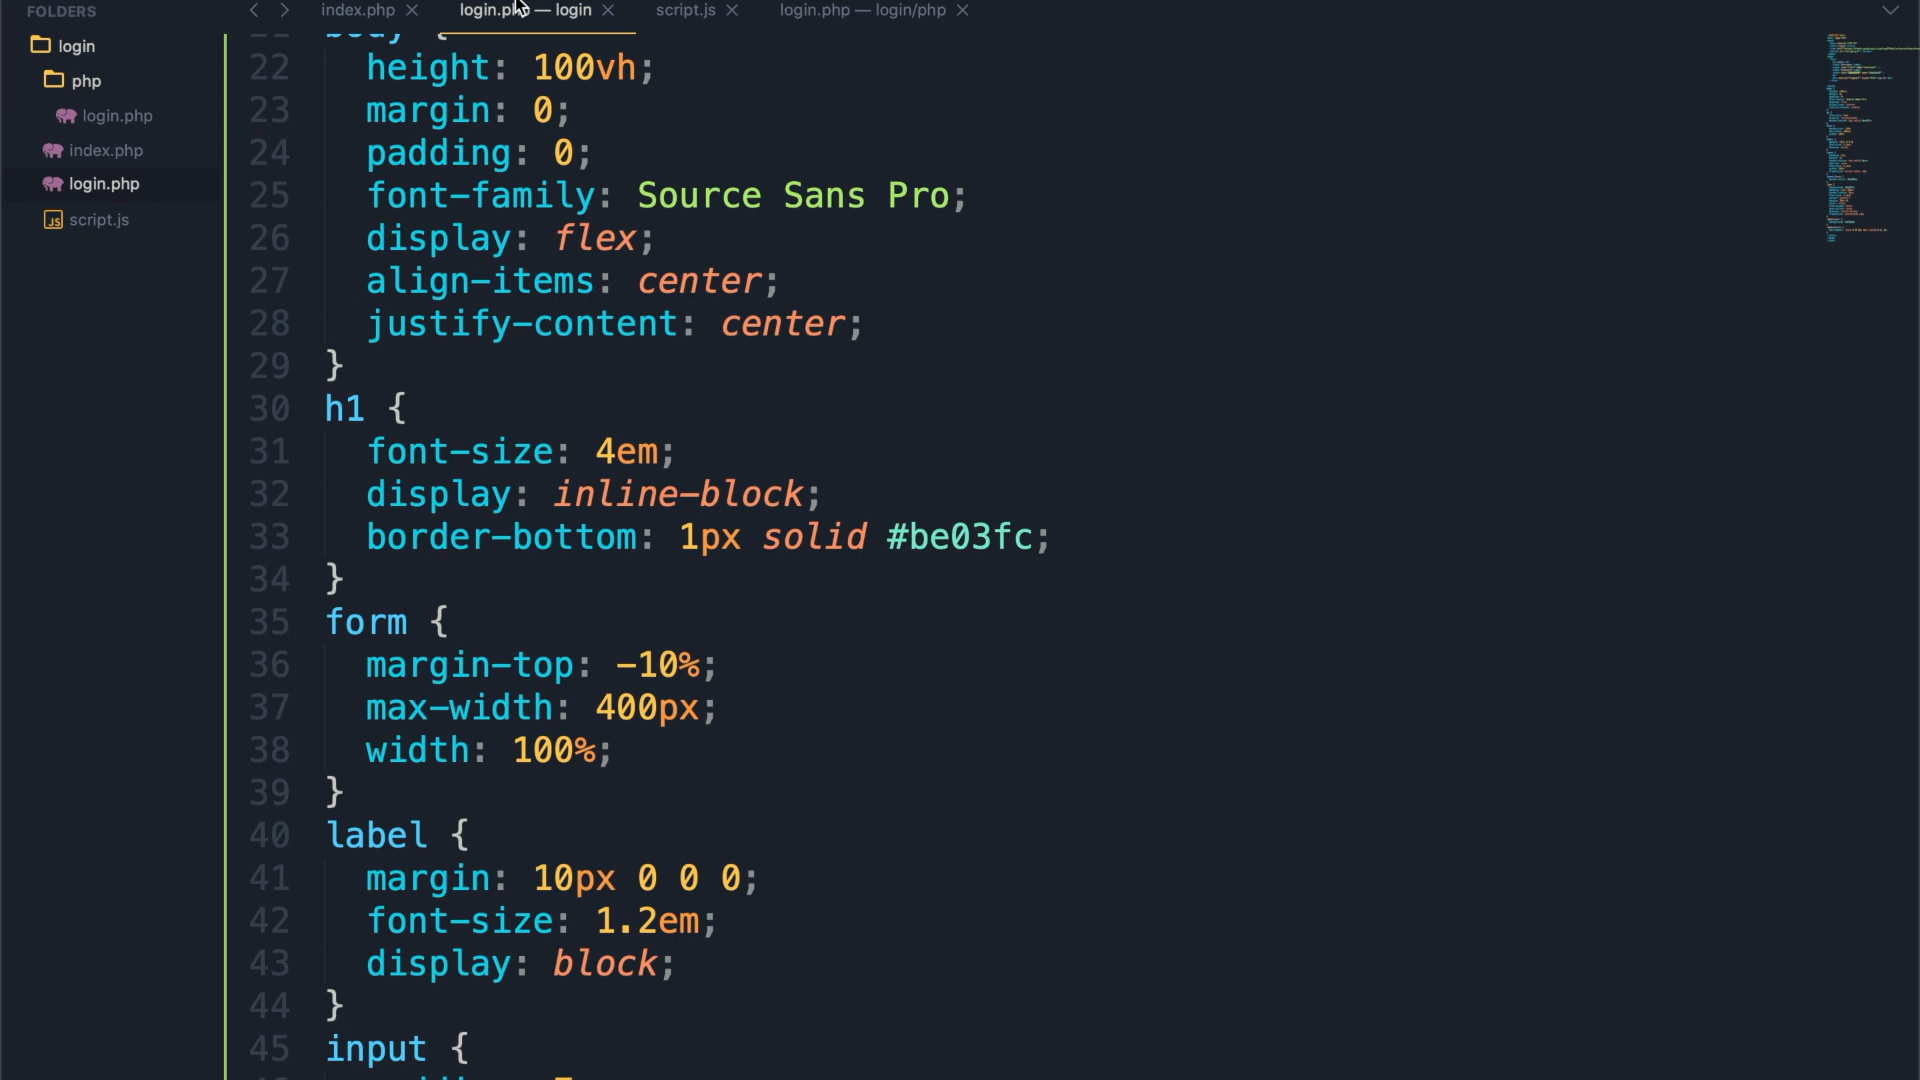 FOLDERS
login
php
login.php
index.php
login.php
script.js
index.php
login.p — login
script.js
login.php — login/php
21 body {
22 height: 100vh;
23 margin: 0;
24 padding: 0;
25 font-family: Source Sans Pro;
26 display: flex;
27 align-items: center;
28 justify-content: center;
29 }
30 h1 {
31 font-size: 4em;
32 display: inline-block;
33 border-bottom: 1px solid #be03fc;
34 }
35 form {
36 margin-top: -10%;
37 max-width: 400px;
38 width: 100%;
39 }
40 label {
41 margin: 10px 0 0 0;
42 font-size: 1.2em;
43 display: block;
44 }
45 input {